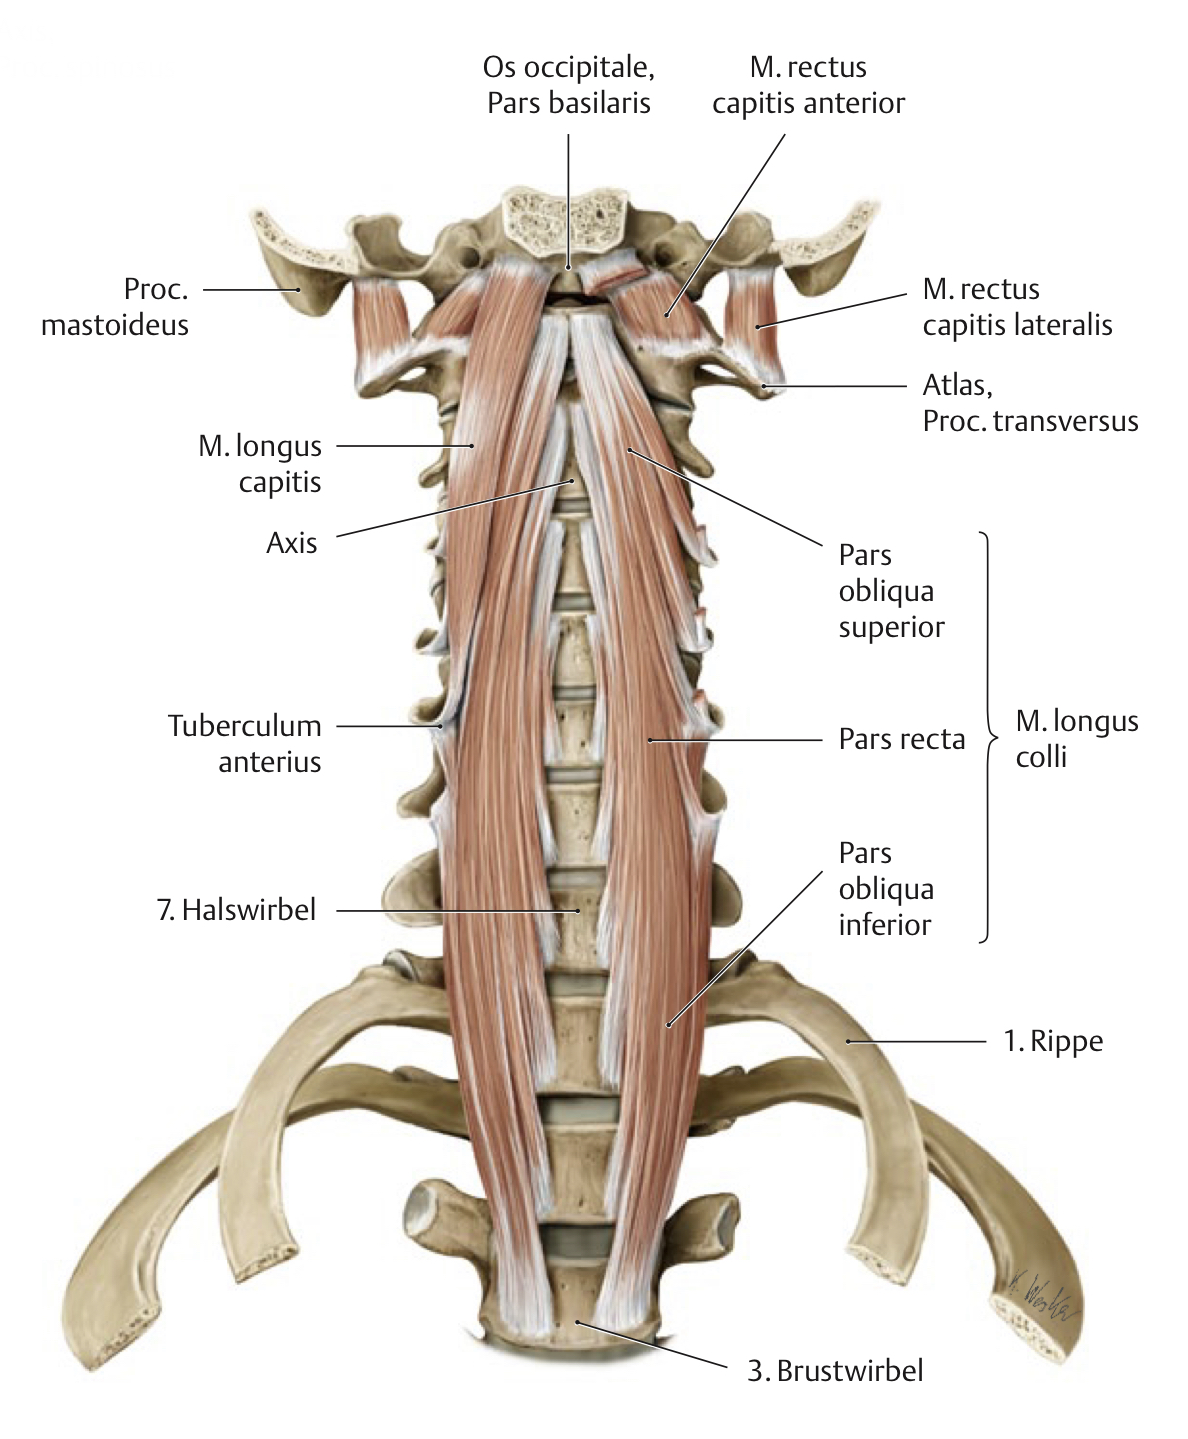 Os occipitale,
Pars basilaris
M. rectus
capitis anterior
Proc.
mastoideus
M. rectus
capitis lateralis
Atlas,
Proc. transversus
M. longus
capitis
Axis
Pars
obliqua
superior
Tuberculum
anterius
Pars recta
M. longus
colli
Pars
obliqua
inferior
7. Halswirbel
1. Rippe
K. Wesker
3. Brustwirbel